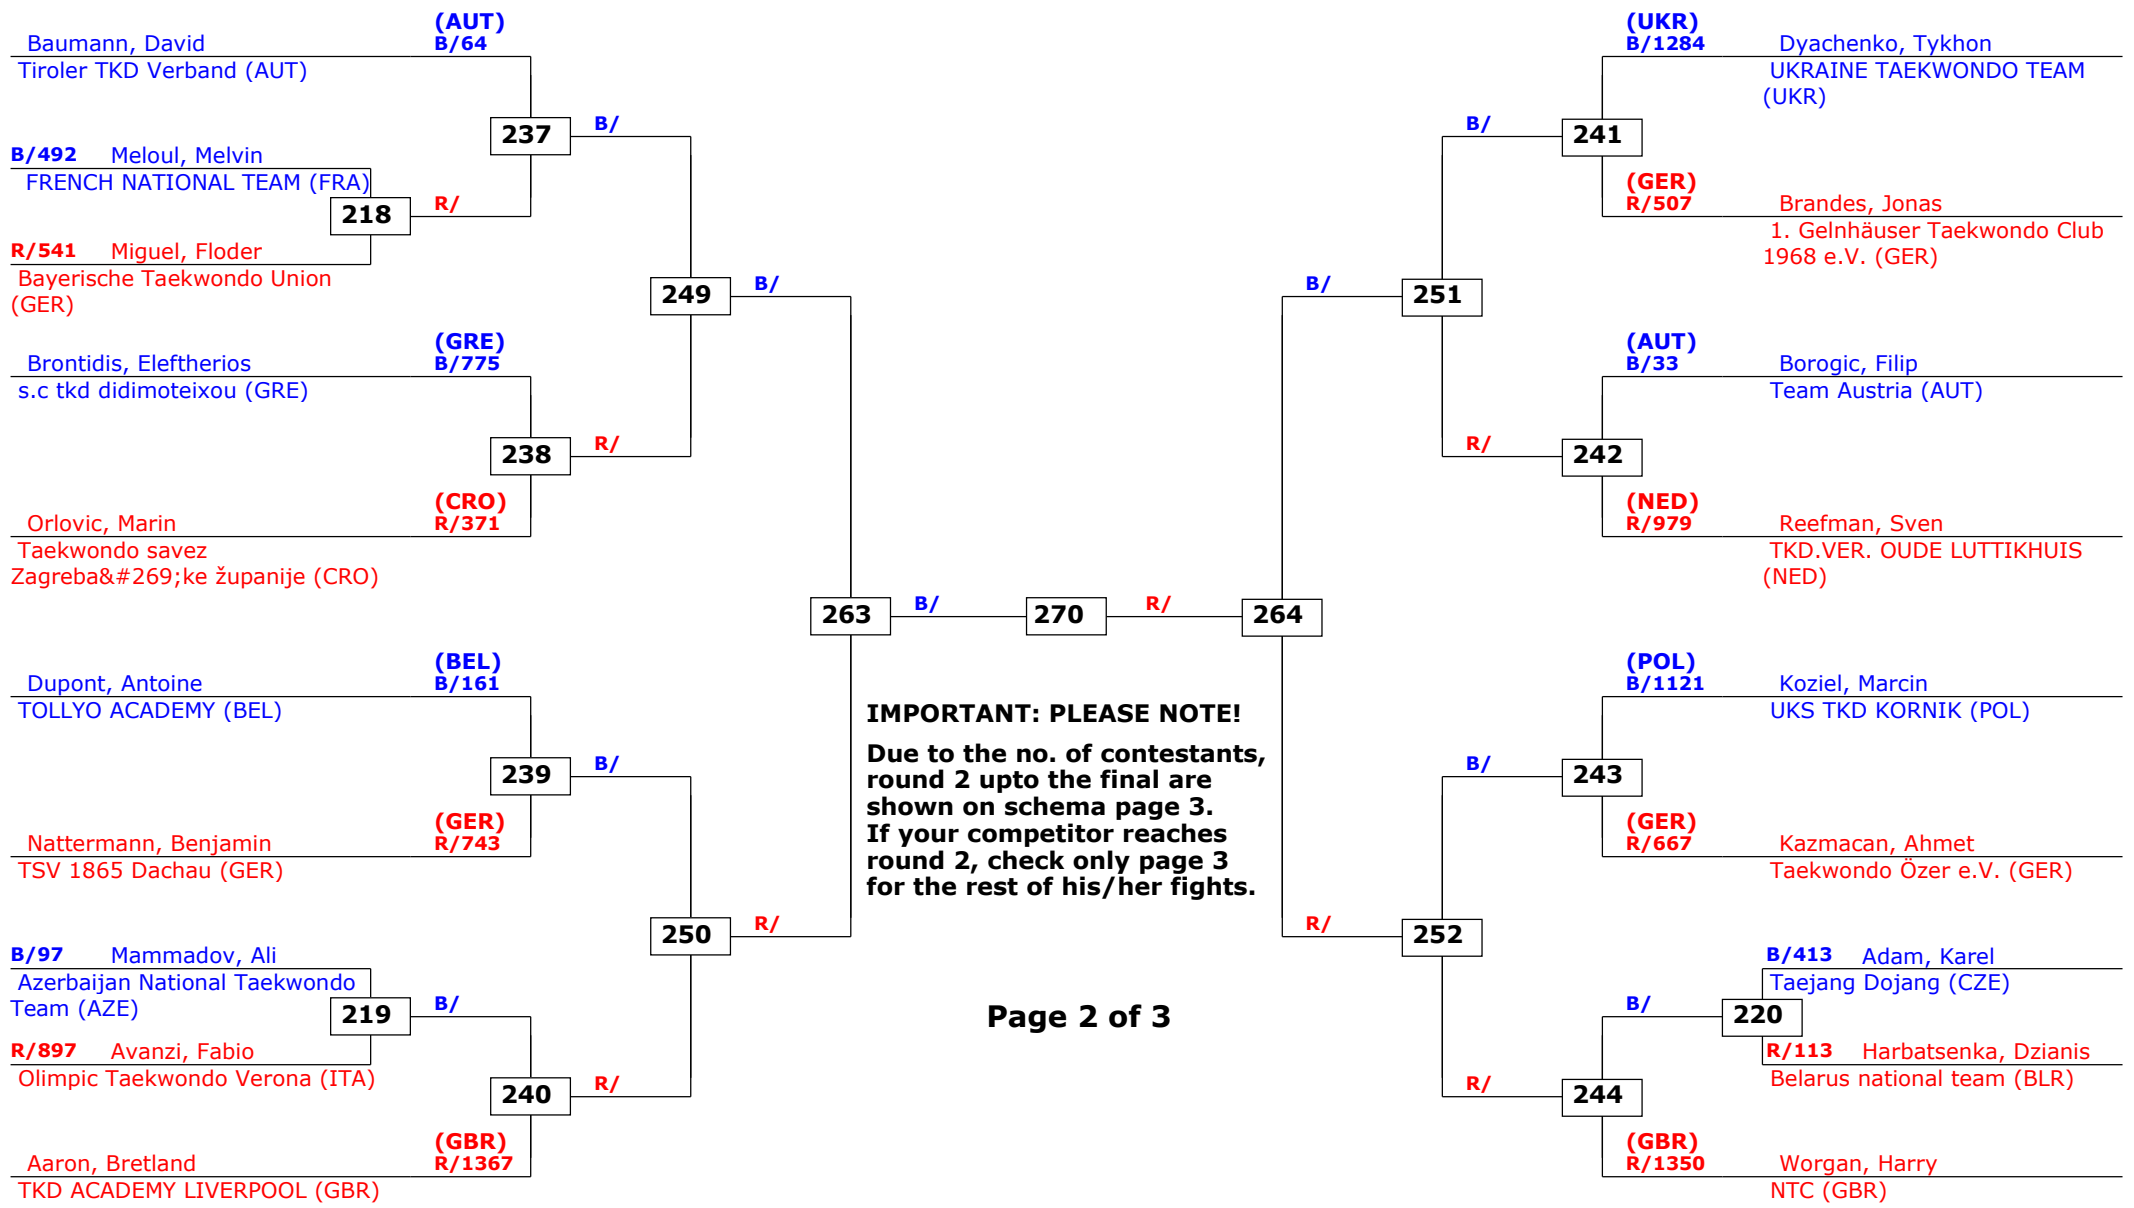 (AUT)
Baumann, David B/64
Tiroler TKD Verband (AUT)
237
B/
B/492 Meloul, Melvin
FRENCH NATIONAL TEAM (FRA)
218
R/
R/541 Miguel, Floder
Bayerische Taekwondo Union
(GER)
249
B/
(GRE)
Brontidis, Eleftherios B/775
s.c tkd didimoteixou (GRE)
238
R/
(CRO)
Orlovic, Marin R/371
Taekwondo savez
Zagreba&#269;ke županije (CRO)
263
B/
270
R/
264
(BEL)
Dupont, Antoine B/161
TOLLYO ACADEMY (BEL)
239
B/
(GER)
Nattermann, Benjamin R/743
TSV 1865 Dachau (GER)
250
R/
B/97 Mammadov, Ali
Azerbaijan National Taekwondo
Team (AZE)
219
B/
R/897 Avanzi, Fabio
Olimpic Taekwondo Verona (ITA)
240
R/
(GBR)
Aaron, Bretland R/1367
TKD ACADEMY LIVERPOOL (GBR)
IMPORTANT: PLEASE NOTE!
Due to the no. of contestants,
round 2 upto the final are
shown on schema page 3.
If your competitor reaches
round 2, check only page 3
for the rest of his/her fights.
Page 2 of 3
(UKR)
B/1284 Dyachenko, Tykhon
UKRAINE TAEKWONDO TEAM
(UKR)
B/
241
(GER)
R/507 Brandes, Jonas
1. Gelnhäuser Taekwondo Club
1968 e.V. (GER)
B/
251
(AUT)
B/33 Borogic, Filip
Team Austria (AUT)
R/
242
(NED)
R/979 Reefman, Sven
TKD.VER. OUDE LUTTIKHUIS
(NED)
(POL)
B/1121 Koziel, Marcin
UKS TKD KORNIK (POL)
B/
243
(GER)
R/667 Kazmacan, Ahmet
Taekwondo Özer e.V. (GER)
R/
252
B/413 Adam, Karel
Taejang Dojang (CZE)
B/
220
R/113 Harbatsenka, Dzianis
Belarus national team (BLR)
R/
244
(GBR)
R/1350 Worgan, Harry
NTC (GBR)